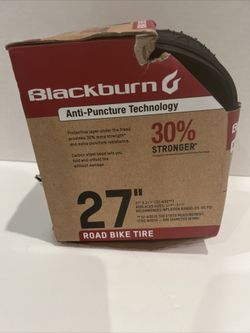 Blackburn
Anti-Puncture Technology
Protective layer under the tread
provides 30% more strength*
and extra puncture resistance.
Carbon steel bead lets you
fold and unfold tire
without damage.
30%
STRONGER*
27"
ROAD BIKE TIRE